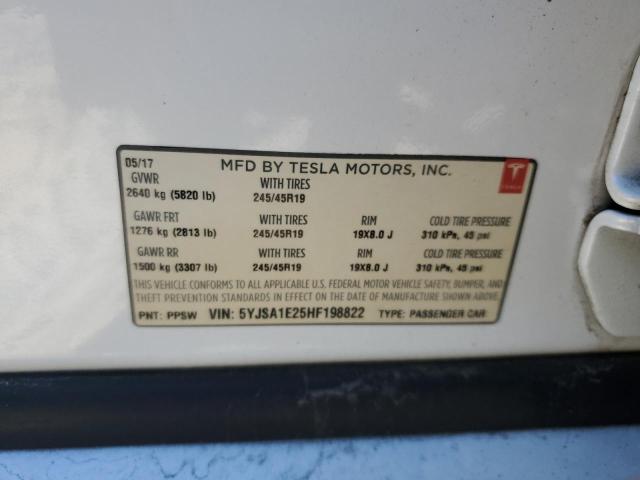 05/17 MFD BY TESLA MOTORS, INC.
GVWR WITH TIRES
2640 kg (5820 lb) 245/45R19
GAWR FRT WITH TIRES RIM COLD TIRE PRESSURE
1276 kg (2813 lb) 245/45R19 19X8.0 J 310 kPa, 45 psi
GAWR RR WITH TIRES RIM COLD TIRE PRESSURE
1500 kg (3307 lb) 245/45R19 19X8.0 J 310 kPa, 45 psi
THIS VEHICLE CONFORMS TO ALL APPLICABLE U.S. FEDERAL MOTOR VEHICLE SAFETY, BUMPER, AND
THEFT PREVENTION STANDARDS IN EFFECT ON THE DATE OF MANUFACTURE SHOWN ABOVE.
PNT: PPSW VIN: 5YJSA1E25HF198822 TYPE: PASSENGER CAR
TESLA